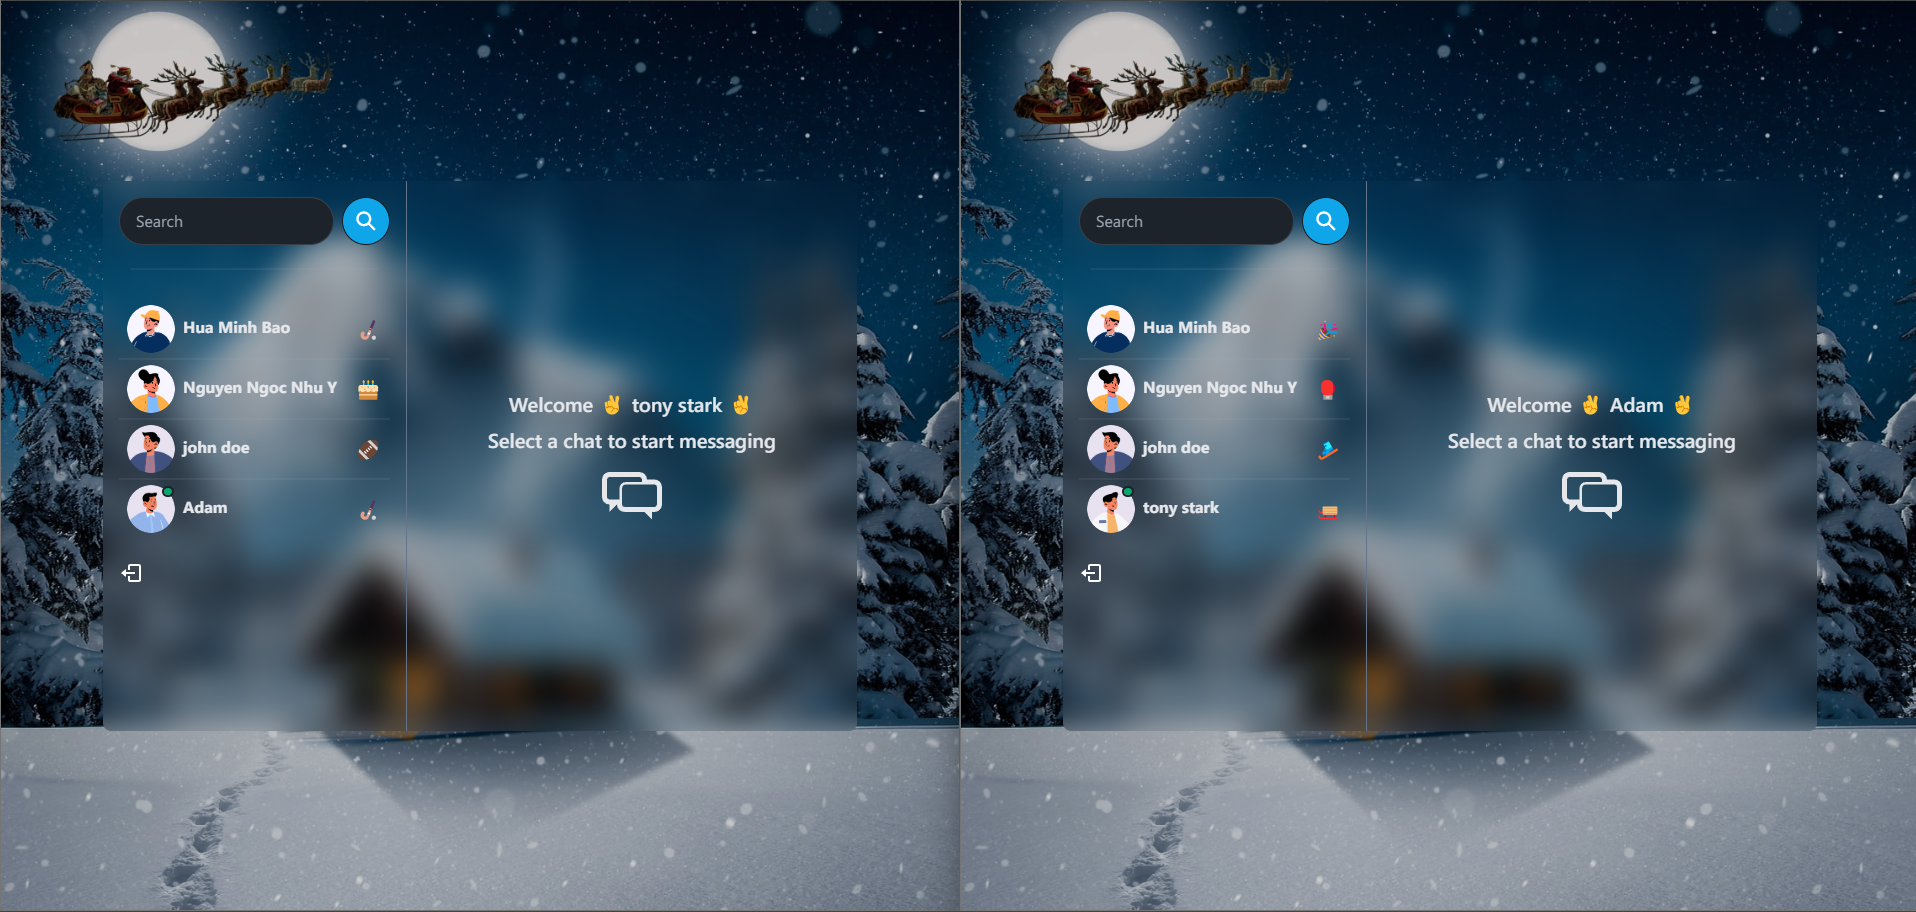 Search
Hua Minh Bao
Nguyen Ngoc Nhu Y
john doe
Adam
Welcome ✌ tony stark ✌
Select a chat to start messaging
Search
Hua Minh Bao
Nguyen Ngoc Nhu Y
john doe
tony stark
Welcome ✌ Adam ✌
Select a chat to start messaging